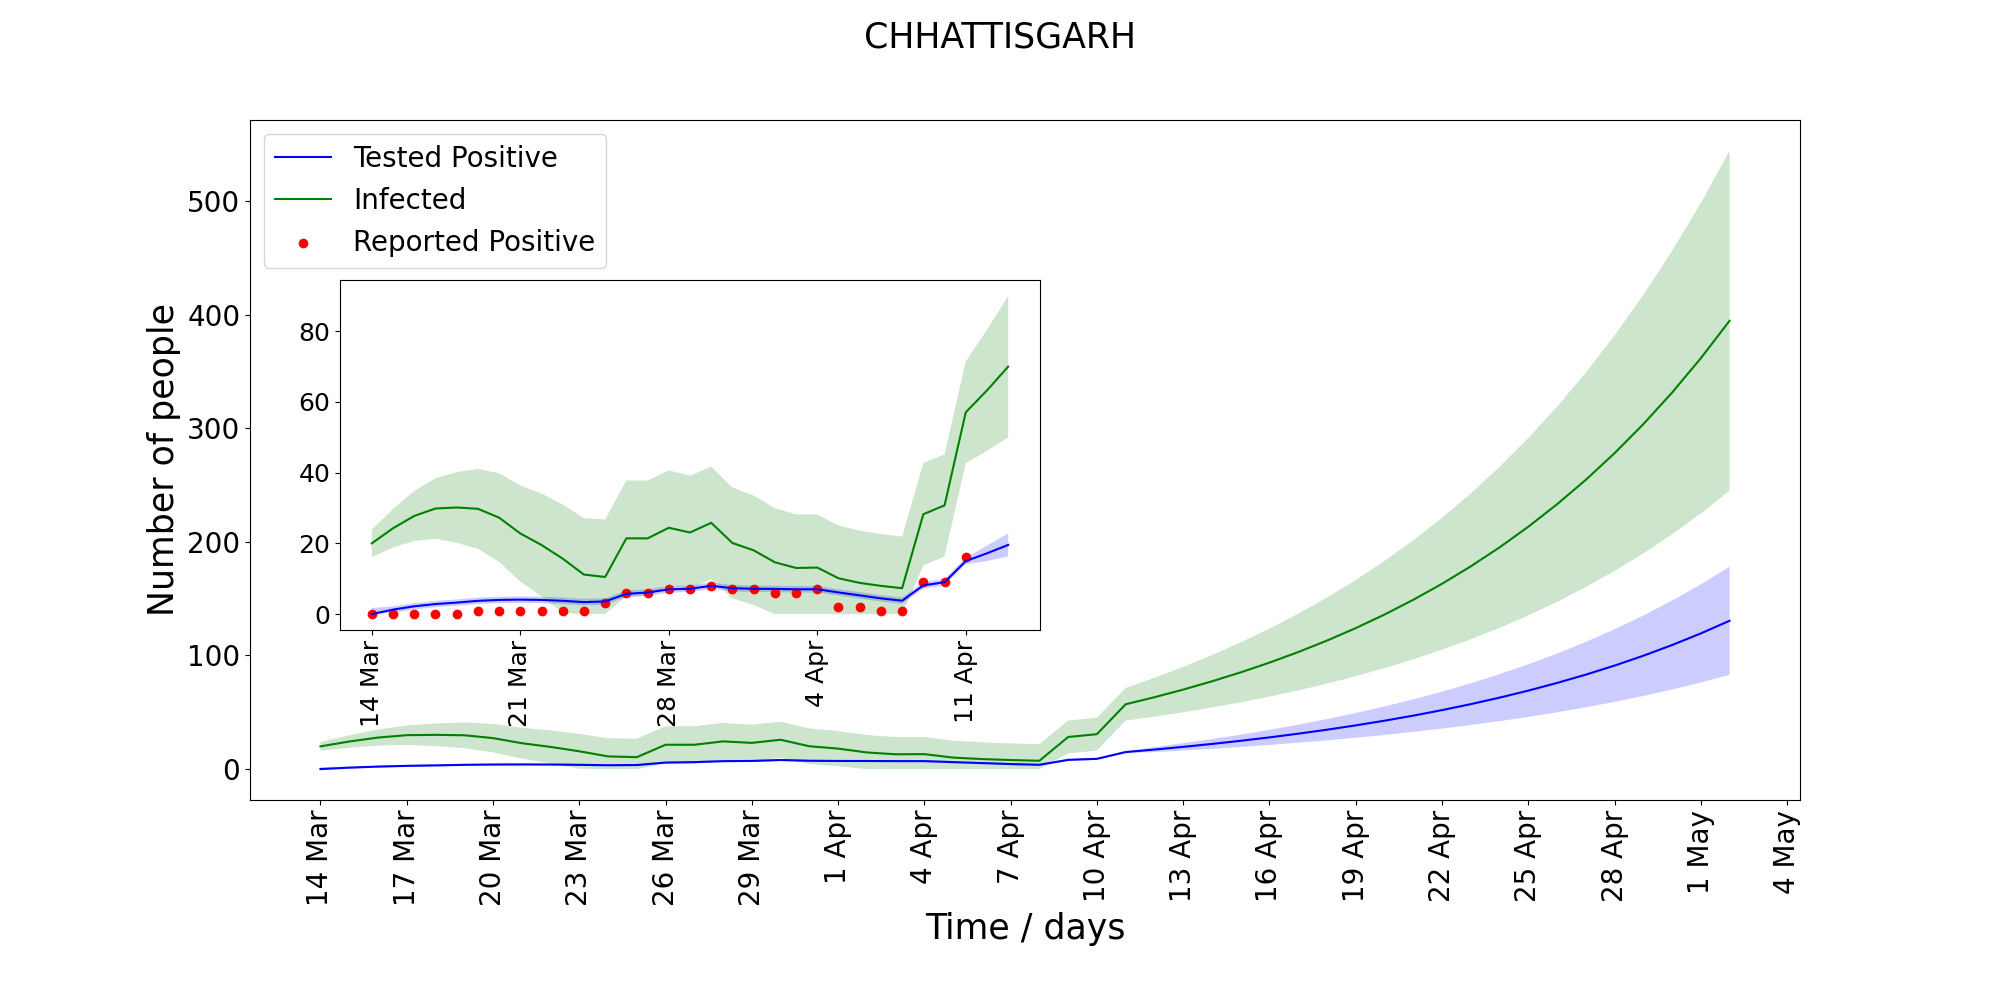 CHHATTISGARH
Tested Positive
Infected
Reported Positive
Number of people
500
400
300
200
100
0
80
60
40
20
0
14 Mar
21 Mar
28 Mar
4 Apr
11 Apr
14 Mar
17 Mar
20 Mar
23 Mar
26 Mar
29 Mar
1 Apr
4 Apr
7 Apr
10 Apr
13 Apr
16 Apr
19 Apr
22 Apr
25 Apr
28 Apr
1 May
4 May
Time / days